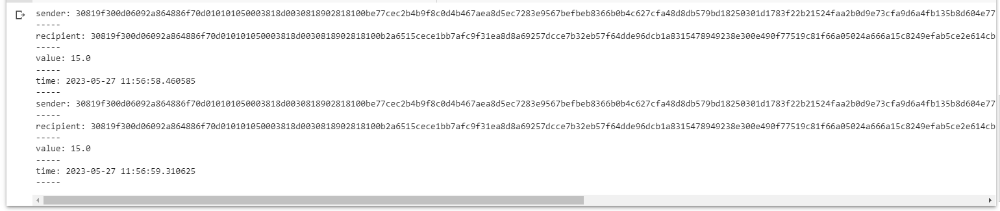 sender: 30819f300d06092a864886f70d010101050003818d0030818902818100be77cec2b4b9f8c0d4b467aea8d5ec7283e9567befbeb8366b0b4c627cfa48d8db579bd18250301d1783f22b21524faa2b0d9e73cfa9d6a4fb135b8d604e77
-----
recipient: 30819f300d06092a864886f70d010101050003818d0030818902818100b2a6515cece1bb7afc9f31ea8d8a69257dcce7b32eb57f64dde96dcb1a8315478949238e300e490f77519c81f66a05024a666a15c8249efab5ce2e614cb
-----
value: 15.0
-----
time: 2023-05-27 11:56:58.460585
-----
sender: 30819f300d06092a864886f70d010101050003818d0030818902818100be77cec2b4b9f8c0d4b467aea8d5ec7283e9567befbeb8366b0b4c627cfa48d8db579bd18250301d1783f22b21524faa2b0d9e73cfa9d6a4fb135b8d604e77
-----
recipient: 30819f300d06092a864886f70d010101050003818d0030818902818100b2a6515cece1bb7afc9f31ea8d8a69257dcce7b32eb57f64dde96dcb1a8315478949238e300e490f77519c81f66a05024a666a15c8249efab5ce2e614cb
-----
value: 15.0
-----
time: 2023-05-27 11:56:59.310625
-----